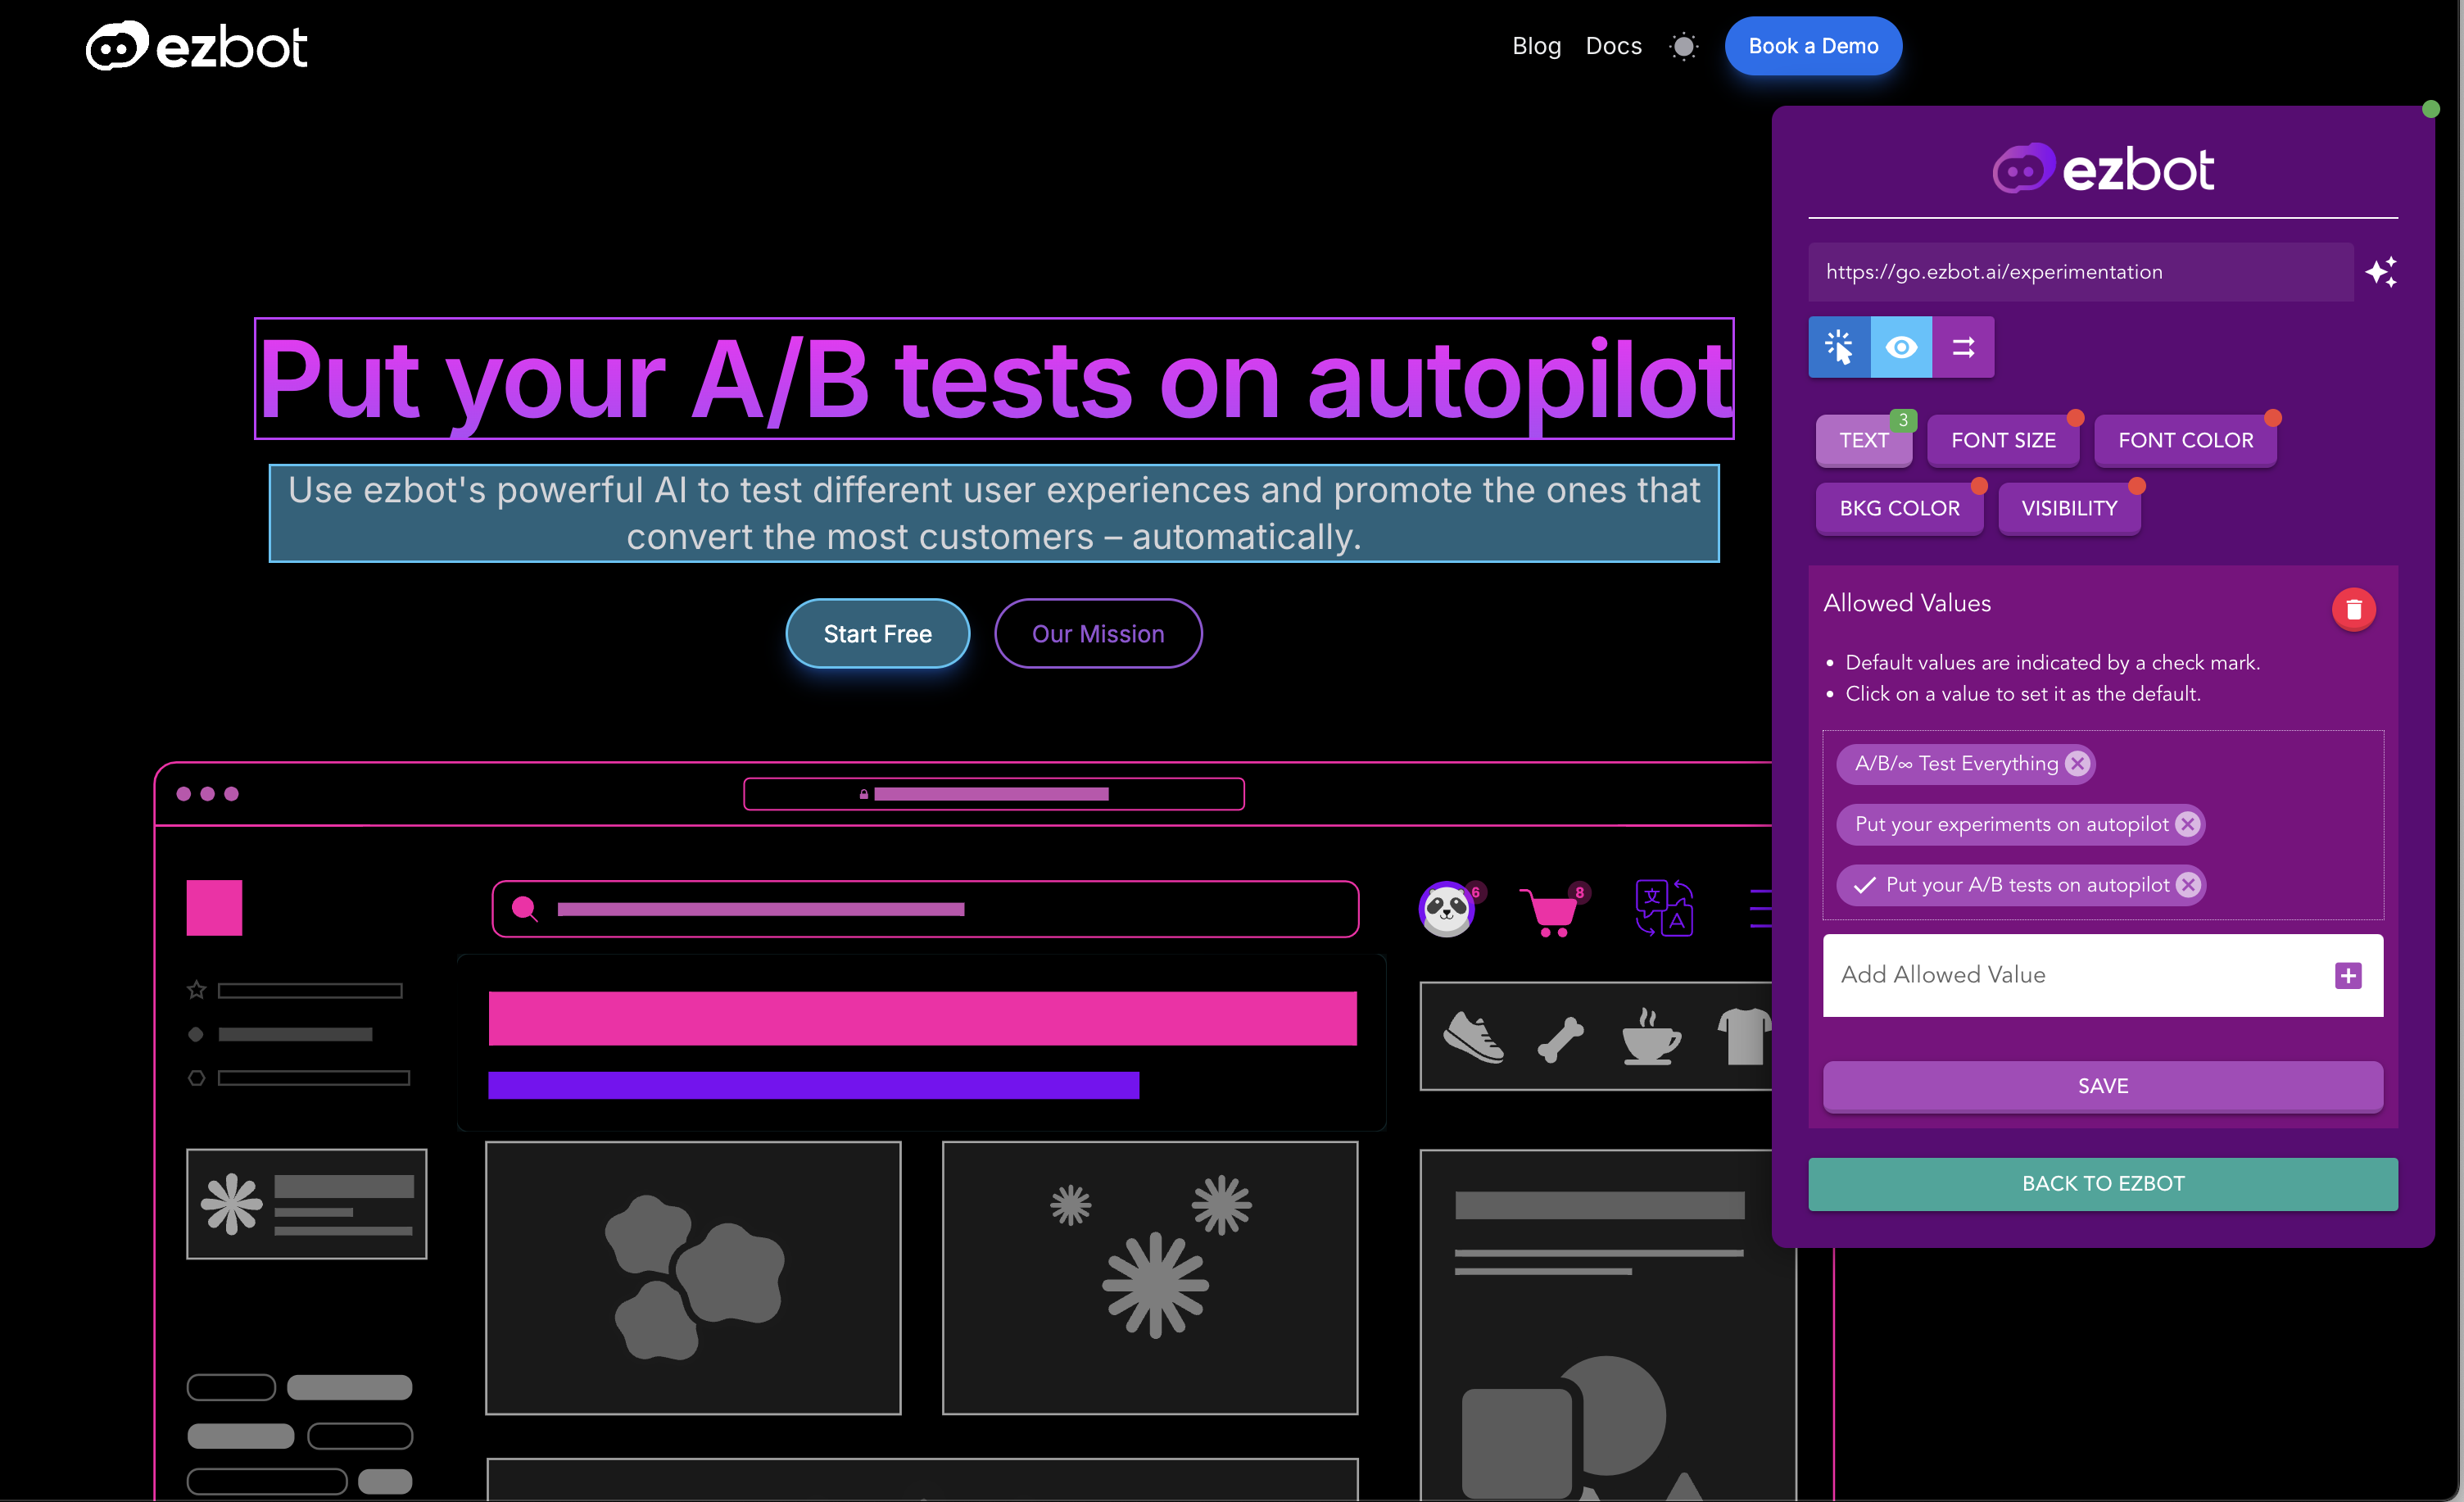 ezbot
Blog
Docs
Book a Demo
Put your A/B tests on autopilot
Use ezbot's powerful AI to test different user experiences and promote the ones that
convert the most customers – automatically.
Start Free
Our Mission
6
8
文
A
ezbot
https://go.ezbot.ai/experimentation
TEXT
3
FONT SIZE
FONT COLOR
BKG COLOR
VISIBILITY
Allowed Values
Default values are indicated by a check mark.
Click on a value to set it as the default.
A/B/∞ Test Everything
Put your experiments on autopilot
Put your A/B tests on autopilot
Add Allowed Value
SAVE
BACK TO EZBOT